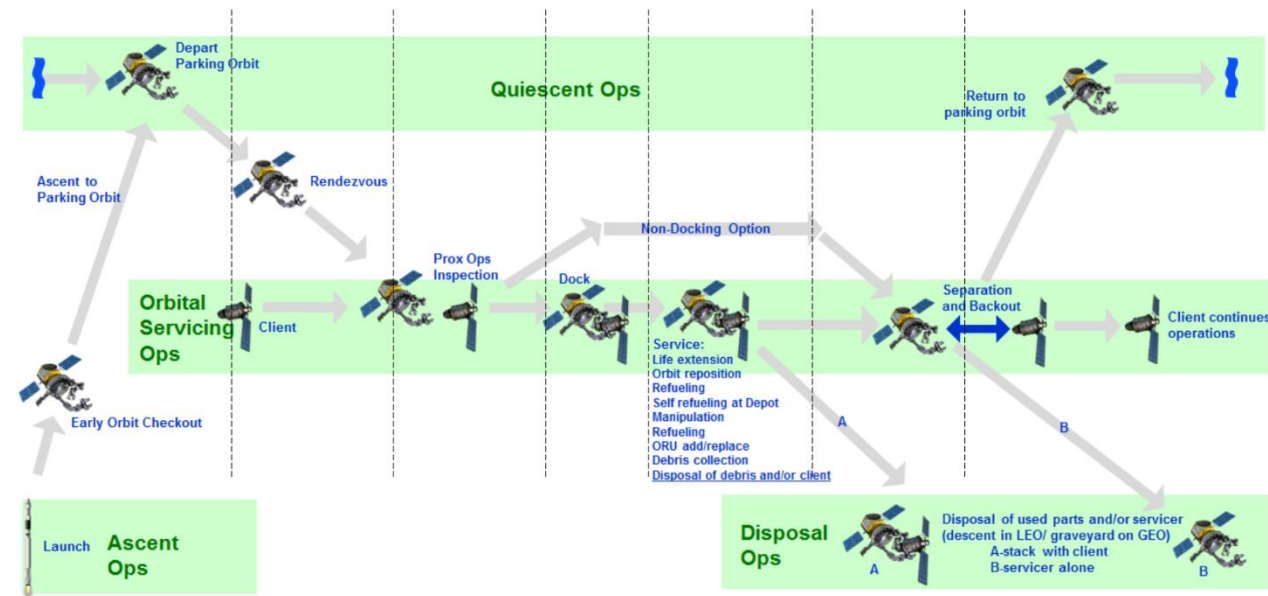 Depart
Parking Orbit
Quiescent Ops
Return to
parking orbit
Ascent to
Parking Orbit
Rendezvous
Non-Docking Option
Prox Ops
Inspection
Dock
Separation
and Backout
Orbital
Servicing
Ops
Client
Client continues
operations
Service:
Life extension
Orbit reposition
Refueling
Self refueling at Depot
Manipulation
Refueling
ORU add/replace
Debris collection
Disposal of debris and/or client
Early Orbit Checkout
A
B
Launch
Ascent
Ops
Disposal
Ops
A
Disposal of used parts and/or servicer
(descent in LEO/ graveyard on GEO)
A-stack with client
B-servicer alone
B